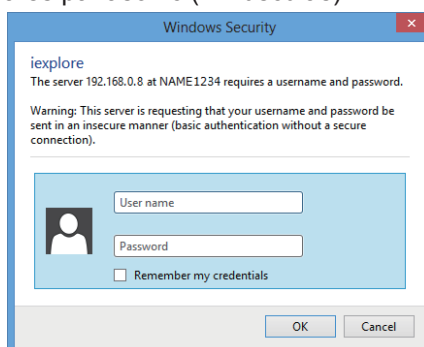 Windows Security
iexplore
The server 192.168.0.8 at NAME1234 requires a username and password.
Warning: This server is requesting that your username and password be
sent in an insecure manner (basic authentication without a secure
connection).
User name
Password
Remember my credentials
OK Cancel